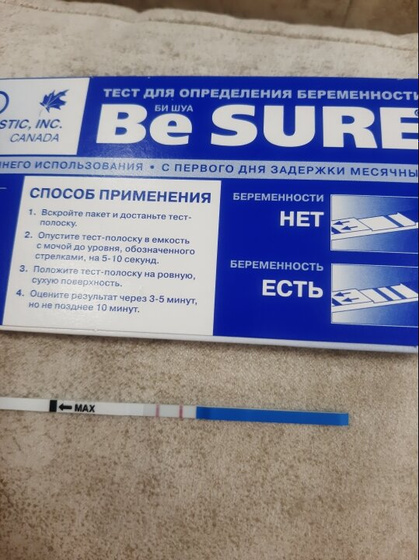 ТЕСТ ДЛЯ ОПРЕДЕЛЕНИЯ БЕРЕМЕННОСТИ
БИ ШУА
Be SURE
STIC, INC.
CANADA
НЕГО ИСПОЛЬЗОВАНИЯ • С ПЕРВОГО ДНЯ ЗАДЕРЖКИ МЕСЯЧНЫ
СПОСОБ ПРИМЕНЕНИЯ
1. Вскройте пакет и достаньте тест-
полоску.
2. Опустите тест-полоску в емкость
с мочой до уровня, обозначенного
стрелками, на 5-10 секунд.
3. Положите тест-полоску на ровную,
сухую поверхность.
4. Оцените результат через 3-5 минут,
но не позднее 10 минут.
БЕРЕМЕННОСТИ
НЕТ
БЕРЕМЕННОСТЬ
ЕСТЬ
MAX